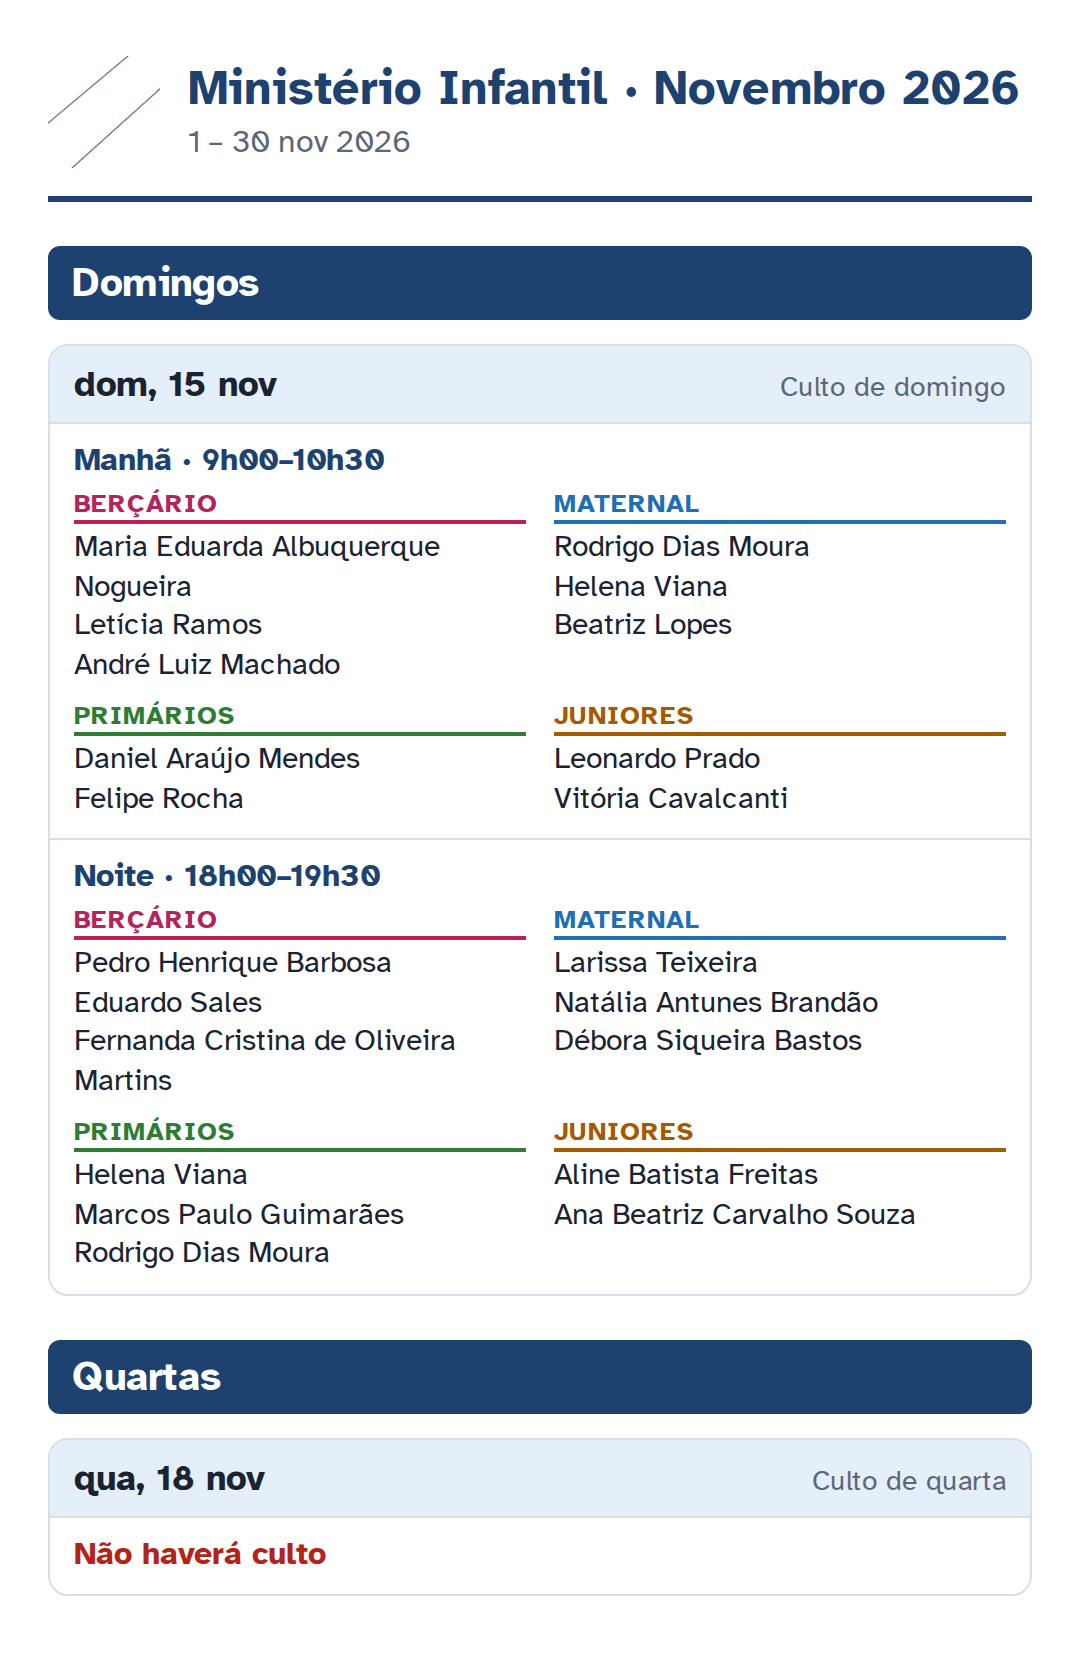 Ministério Infantil · Novembro 2026
1 – 30 nov 2026
Domingos
dom, 15 nov
Culto de domingo
Manhã · 9h00–10h30
BERÇÁRIO
Maria Eduarda Albuquerque
Nogueira
Letícia Ramos
André Luiz Machado
MATERNAL
Rodrigo Dias Moura
Helena Viana
Beatriz Lopes
PRIMÁRIOS
Daniel Araújo Mendes
Felipe Rocha
JUNIORES
Leonardo Prado
Vitória Cavalcanti
Noite · 18h00–19h30
BERÇÁRIO
Pedro Henrique Barbosa
Eduardo Sales
Fernanda Cristina de Oliveira
Martins
MATERNAL
Larissa Teixeira
Natália Antunes Brandão
Débora Siqueira Bastos
PRIMÁRIOS
Helena Viana
Marcos Paulo Guimarães
Rodrigo Dias Moura
JUNIORES
Aline Batista Freitas
Ana Beatriz Carvalho Souza
Quartas
qua, 18 nov
Culto de quarta
Não haverá culto